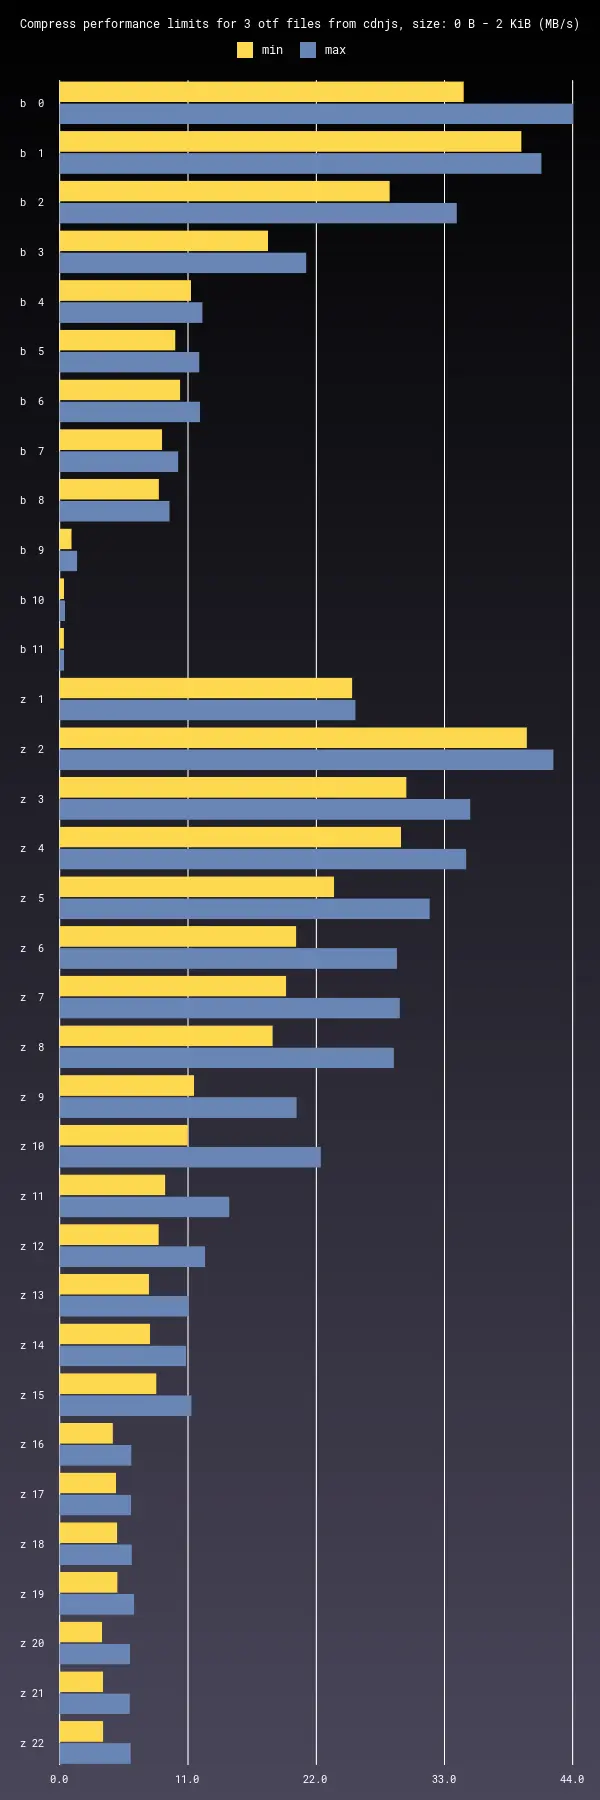 Compress performance limits for 3 otf files from cdnjs, size: 0 B - 2 KiB (MB/s)
min max
b 0
b 1
b 2
b 3
b 4
b 5
b 6
b 7
b 8
b 9
b 10
b 11
z 1
z 2
z 3
z 4
z 5
z 6
z 7
z 8
z 9
z 10
z 11
z 12
z 13
z 14
z 15
z 16
z 17
z 18
z 19
z 20
z 21
z 22
0.0 11.0 22.0 33.0 44.0